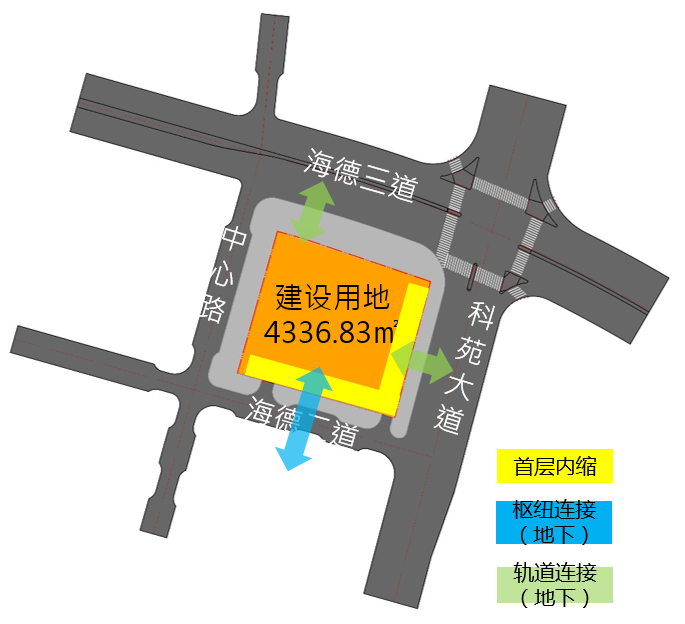 海德三道
中心路
建设用地
4336.83㎡
科苑大道
海德二道
首层内缩
枢纽连接
（地下）
轨道连接
（地下）